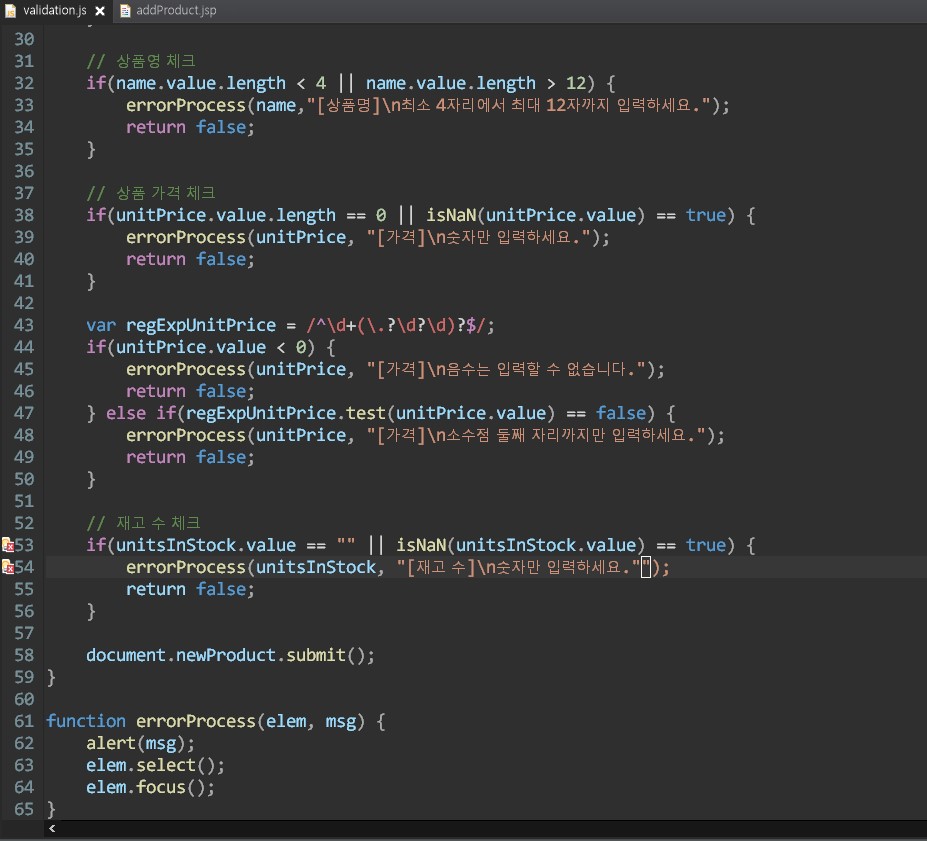 validation.js addProduct.jsp
30
31 // 상품명 체크
32 if(name.value.length < 4 || name.value.length > 12) {
33 errorProcess(name,"[상품명]\n최소 4자리에서 최대 12자까지 입력하세요.");
34 return false;
35 }
36
37 // 상품 가격 체크
38 if(unitPrice.value.length == 0 || isNaN(unitPrice.value) == true) {
39 errorProcess(unitPrice, "[가격]\n숫자만 입력하세요.");
40 return false;
41 }
42
43 var regExpUnitPrice = /^\d+(\.?\d?\d)?$/;
44 if(unitPrice.value < 0) {
45 errorProcess(unitPrice, "[가격]\n음수는 입력할 수 없습니다.");
46 return false;
47 } else if(regExpUnitPrice.test(unitPrice.value) == false) {
48 errorProcess(unitPrice, "[가격]\n소수점 둘째 자리까지만 입력하세요.");
49 return false;
50 }
51
52 // 재고 수 체크
53 if(unitsInStock.value == "" || isNaN(unitsInStock.value) == true) {
54 errorProcess(unitsInStock, "[재고 수]\n숫자만 입력하세요."");
55 return false;
56 }
57
58 document.newProduct.submit();
59 }
60
61 function errorProcess(elem, msg) {
62 alert(msg);
63 elem.select();
64 elem.focus();
65 }